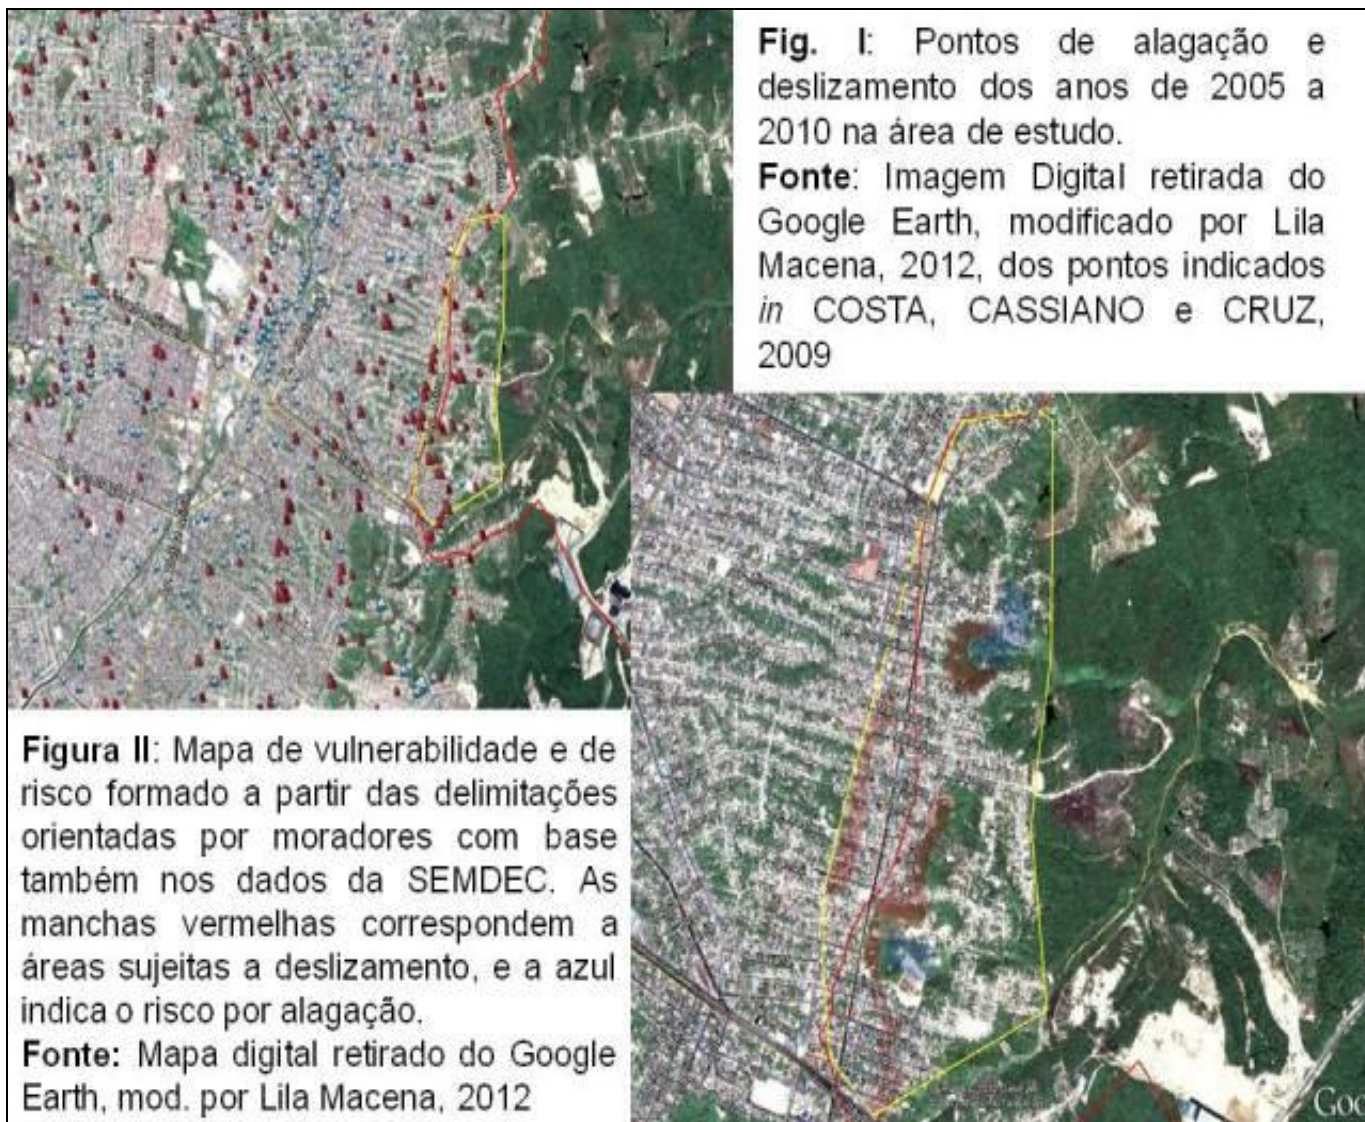 Fig. I: Pontos de alagação e
deslizamento dos anos de 2005 a
2010 na área de estudo.
Fonte: Imagem Digital retirada do
Google Earth, modificado por Lila
Macena, 2012, dos pontos indicados
in COSTA, CASSIANO e CRUZ,
2009
Figura II: Mapa de vulnerabilidade e de
risco formado a partir das delimitações
orientadas por moradores com base
também nos dados da SEMDEC. As
manchas vermelhas correspondem a
áreas sujeitas a deslizamento, e a azul
indica o risco por alagação.
Fonte: Mapa digital retirado do Google
Earth, mod. por Lila Macena, 2012
Goo